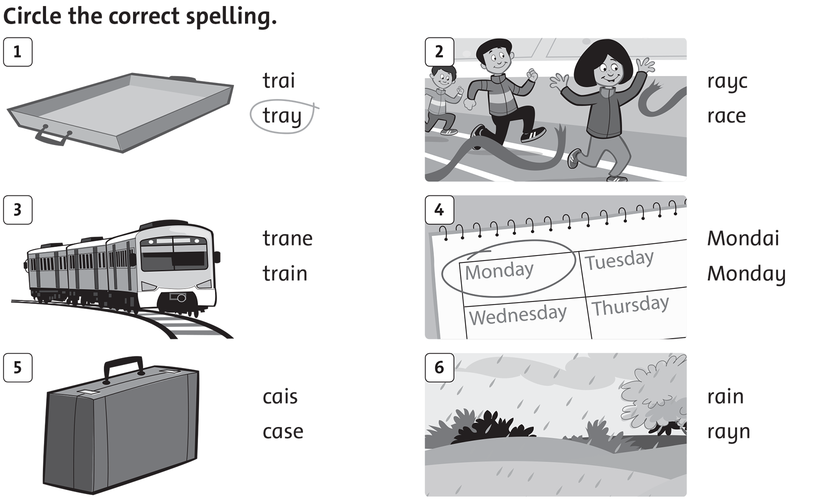 Circle the correct spelling.
1
trai
tray
2
rayc
race
3
trane
train
4
Monday
Tuesday
Wednesday
Thursday
Mondai
Monday
5
cais
case
6
rain
rayn